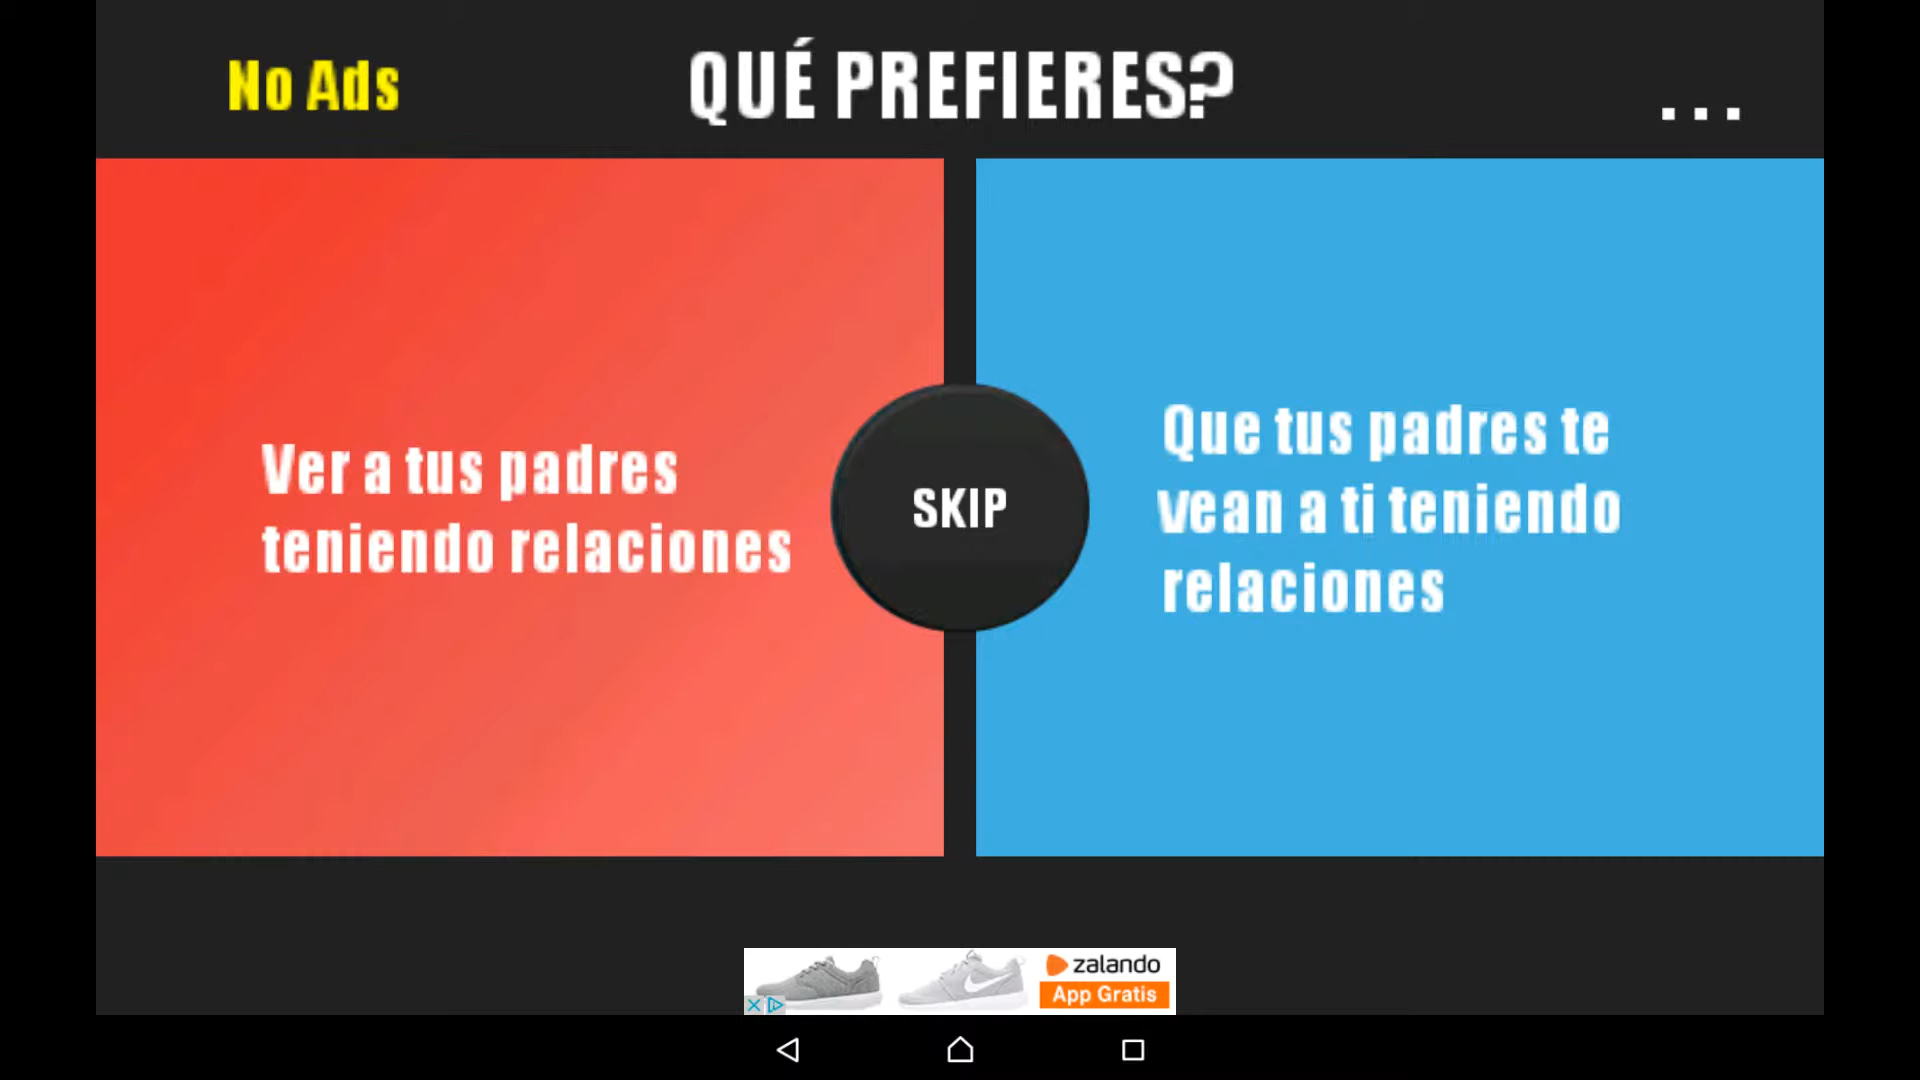 No Ads
QUÉ PREFIERES?
...
Ver a tus padres
teniendo relaciones
SKIP
Que tus padres te
vean a ti teniendo
relaciones
zalando
App Gratis